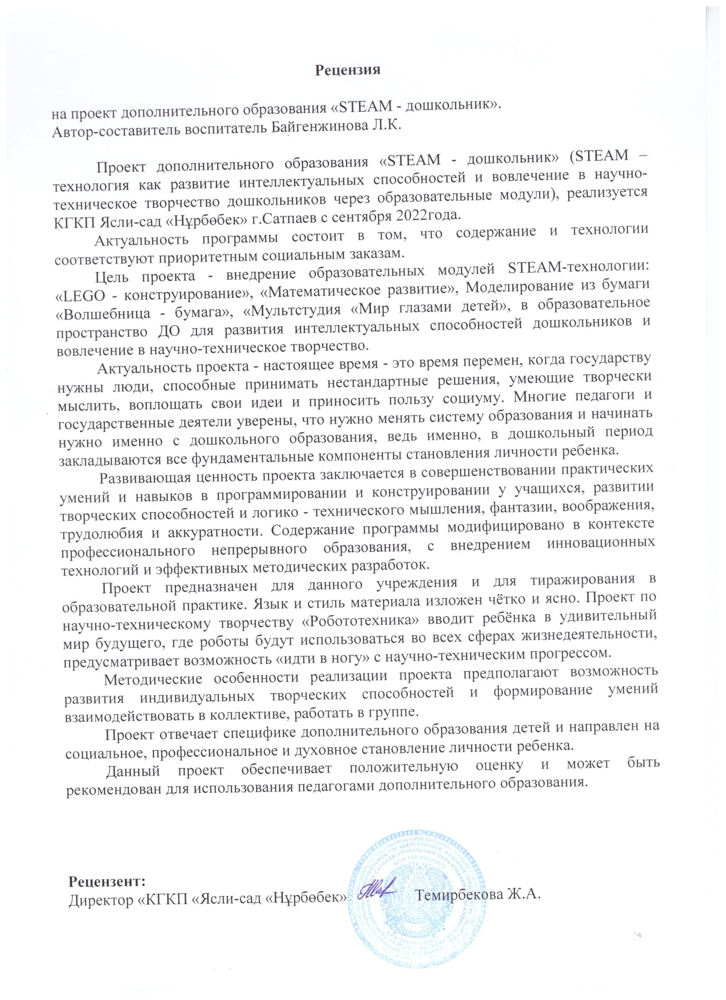 Рецензия
на проект дополнительного образования «STEAM - дошкольник».
Автор-составитель воспитатель Байгенжинова Л.К.
Проект дополнительного образования «STEAM - дошкольник» (STEAM –
технология как развитие интеллектуальных способностей и вовлечение в научно-
техническое творчество дошкольников через образовательные модули), реализуется
КГКП Ясли-сад «Нұрбөбек» г.Сатпаев с сентября 2022года.
Актуальность программы состоит в том, что содержание и технологии
соответствуют приоритетным социальным заказам.
Цель проекта - внедрение образовательных модулей STEAM-технологии:
«LEGO - конструирование», «Математическое развитие», Моделирование из бумаги
«Волшебница - бумага», «Мультстудия «Мир глазами детей», в образовательное
пространство ДО для развития интеллектуальных способностей дошкольников и
вовлечение в научно-техническое творчество.
Актуальность проекта - настоящее время - это время перемен, когда государству
нужны люди, способные принимать нестандартные решения, умеющие творчески
мыслить, воплощать свои идеи и приносить пользу социуму. Многие педагоги и
государственные деятели уверены, что нужно менять систему образования и начинать
нужно именно с дошкольного образования, ведь именно, в дошкольный период
закладываются все фундаментальные компоненты становления личности ребенка.
Развивающая ценность проекта заключается в совершенствовании практических
умений и навыков в программировании и конструировании у учащихся, развитии
творческих способностей и логико - технического мышления, фантазии, воображения,
трудолюбия и аккуратности. Содержание программы модифицировано в контексте
профессионального непрерывного образования, с внедрением инновационных
технологий и эффективных методических разработок.
Проект предназначен для данного учреждения и для тиражирования в
образовательной практике. Язык и стиль материала изложен чётко и ясно. Проект по
научно-техническому творчеству «Робототехника» вводит ребёнка в удивительный
мир будущего, где роботы будут использоваться во всех сферах жизнедеятельности,
предусматривает возможность «идти в ногу» с научно-техническим прогрессом.
Методические особенности реализации проекта предполагают возможность
развития индивидуальных творческих способностей и формирование умений
взаимодействовать в коллективе, работать в группе.
Проект отвечает специфике дополнительного образования детей и направлен на
социальное, профессиональное и духовное становление личности ребенка.
Данный проект обеспечивает положительную оценку и может быть
рекомендован для использования педагогами дополнительного образования.
Рецензент:
Директор «КГКП «Ясли-сад «Нұрбөбек» Темирбекова Ж.А.